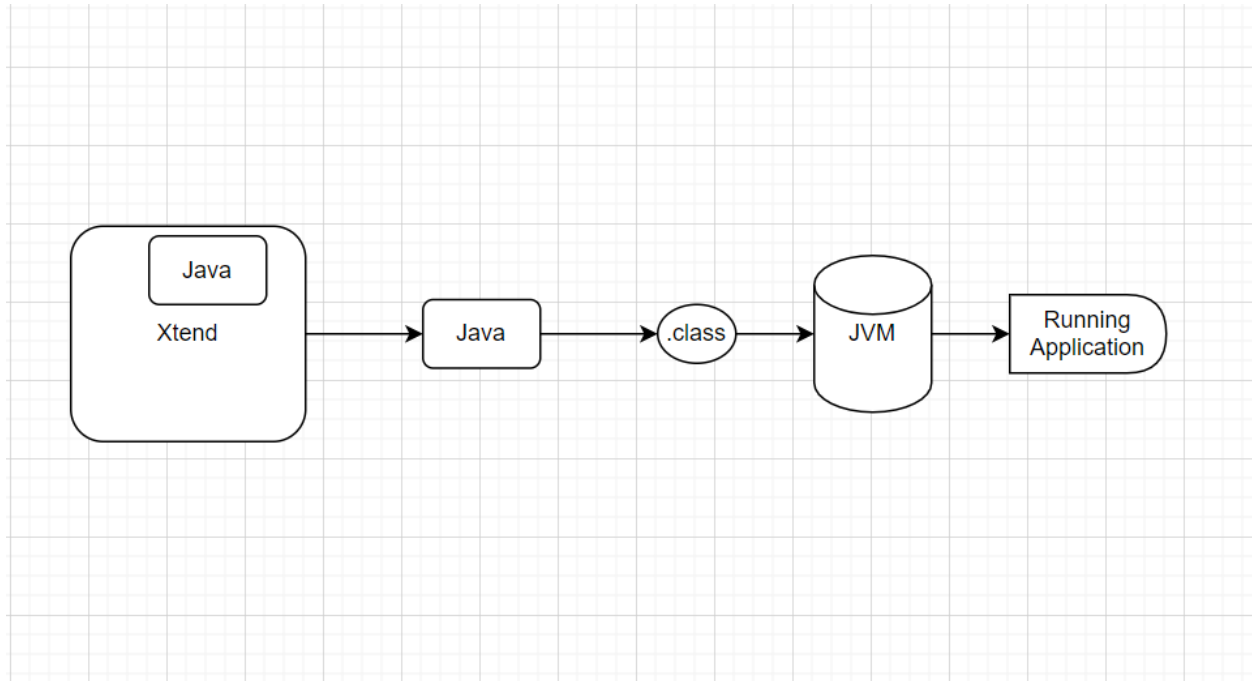 Java
Xtend
Java
.class
JVM
Running
Application